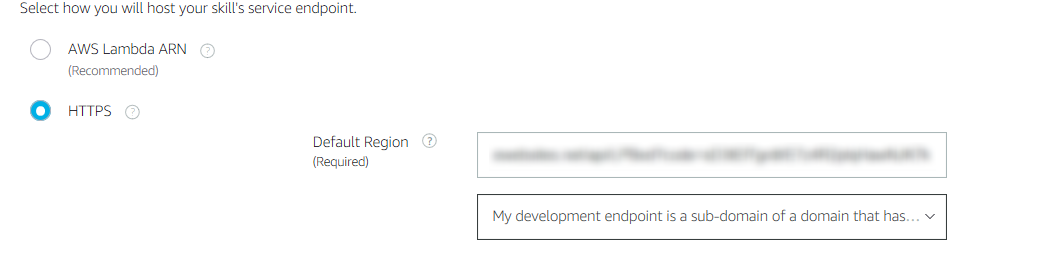 Select how you will host your skill's service endpoint.
AWS Lambda ARN ?
(Recommended)
HTTPS ?
Default Region ?
(Required)
My development endpoint is a sub-domain of a domain that has...